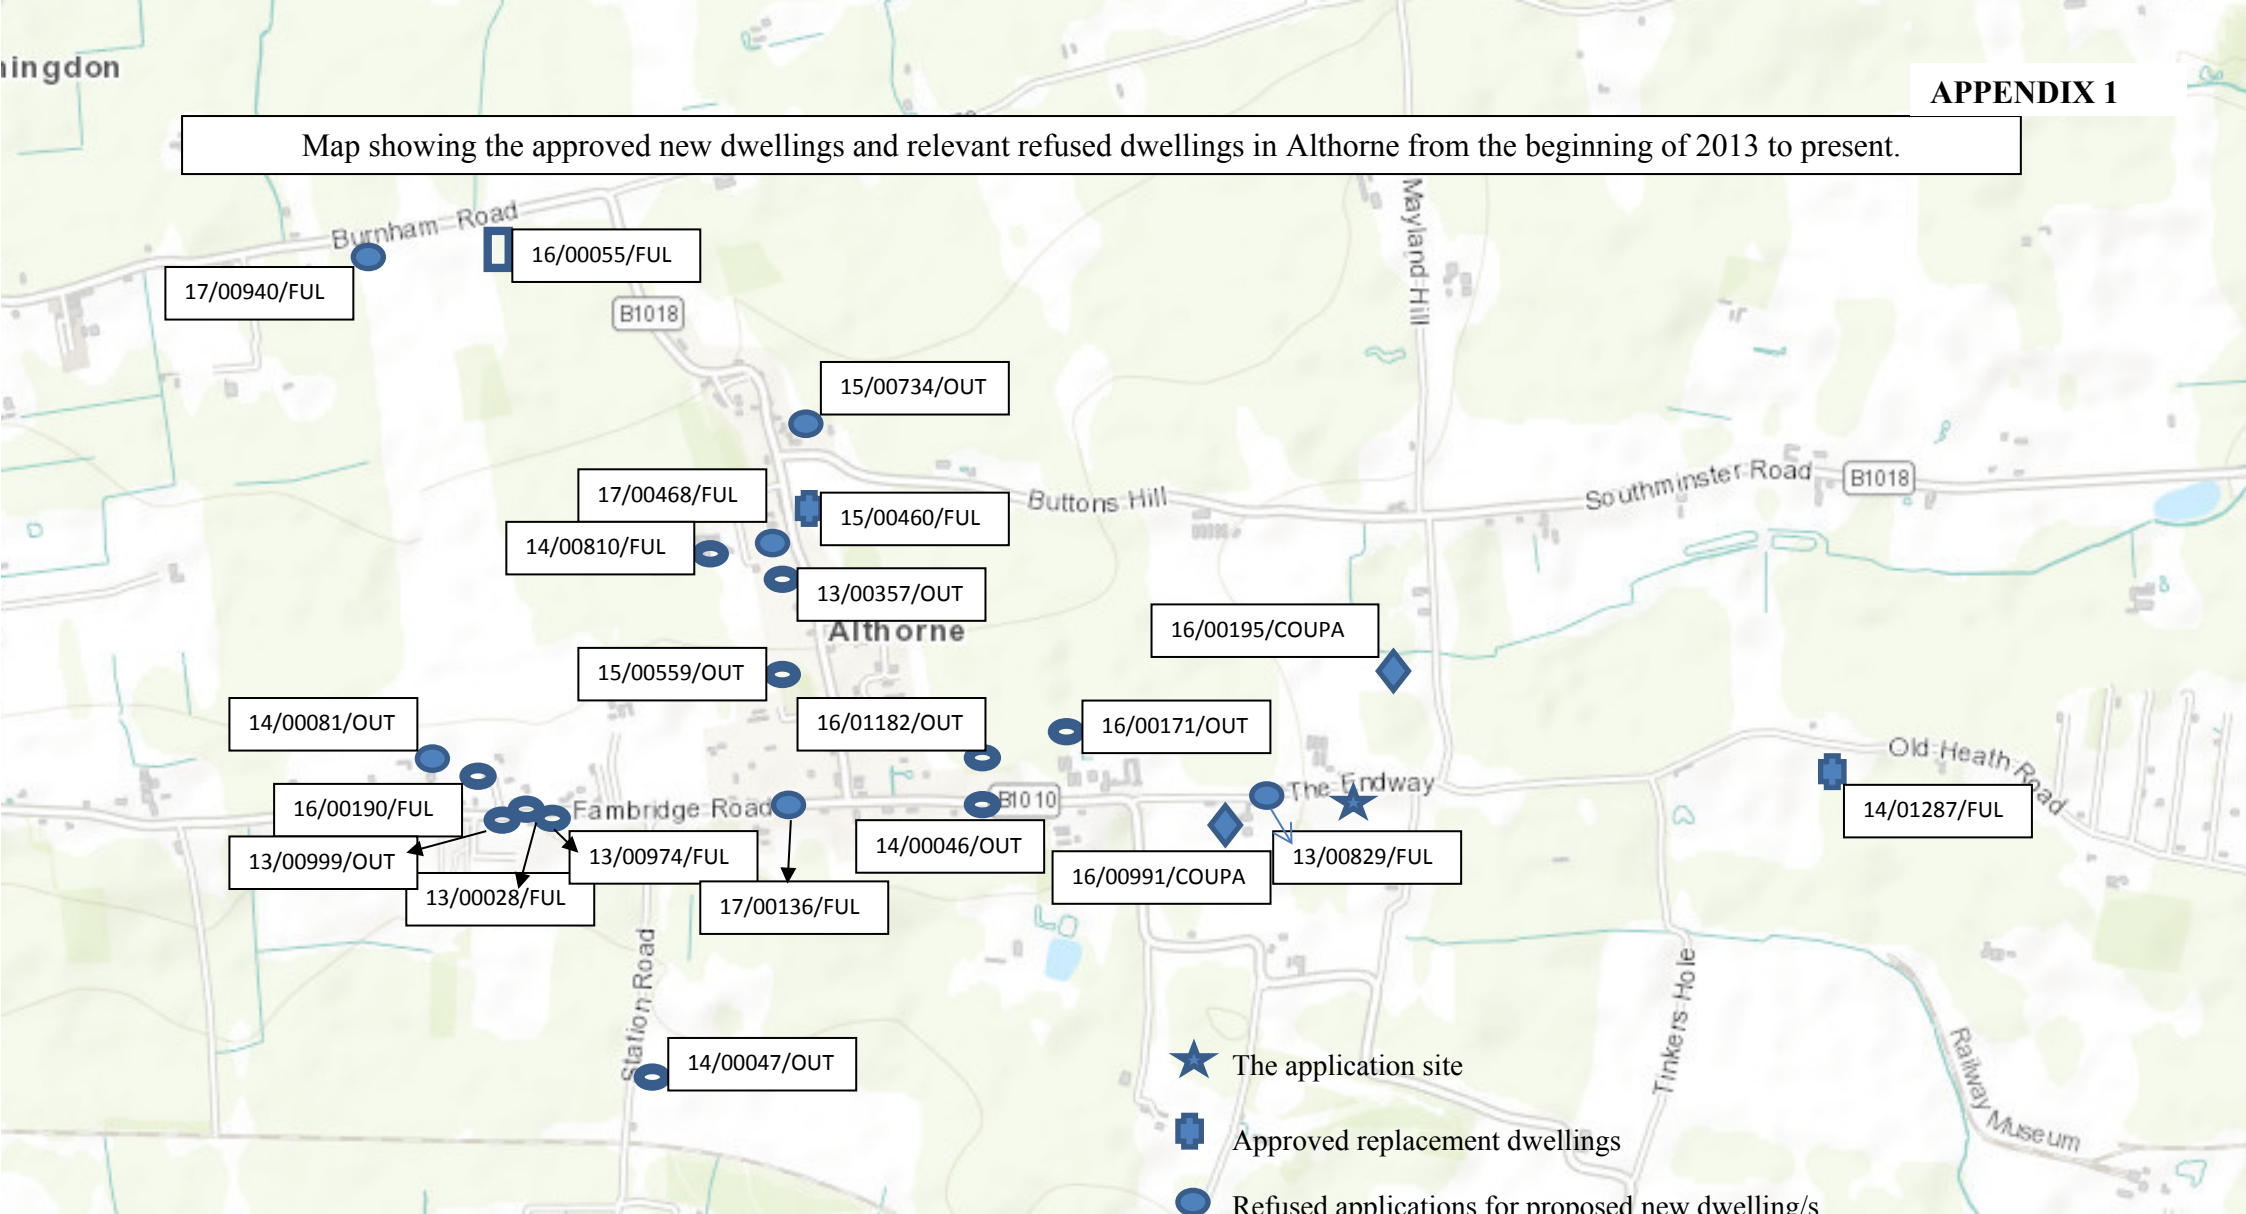 ingdon
APPENDIX 1
Map showing the approved new dwellings and relevant refused dwellings in Althorne from the beginning of 2013 to present.
Burnham Road
Mayland Hill
16/00055/FUL
17/00940/FUL
B1018
15/00734/OUT
17/00468/FUL
15/00460/FUL
Buttons Hill
Southminster Road
B1018
14/00810/FUL
13/00357/OUT
Althorne
16/00195/COUPA
15/00559/OUT
14/00081/OUT
16/01182/OUT
16/00171/OUT
Old Heath Road
The Endway
16/00190/FUL
Fambridge Road
B1010
14/01287/FUL
13/00999/OUT
13/00974/FUL
14/00046/OUT
13/00829/FUL
16/00991/COUPA
13/00028/FUL
17/00136/FUL
Station Road
Tinkers Hole
14/00047/OUT
Railway Museum
The application site
Approved replacement dwellings
Refused applications for proposed new dwelling/s